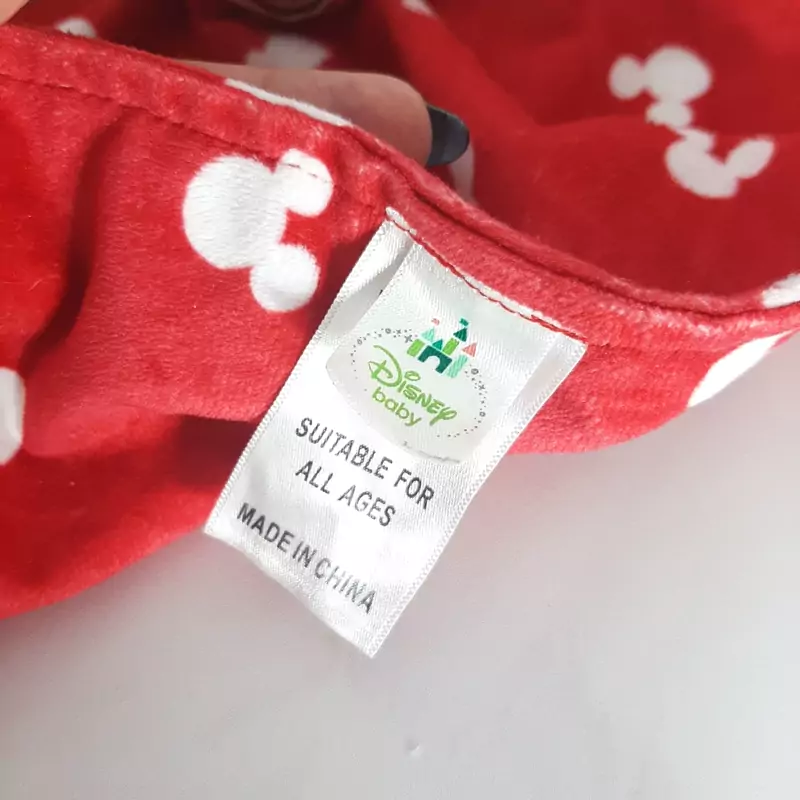 Disney
baby
SUITABLE FOR
ALL AGES
MADE IN CHINA